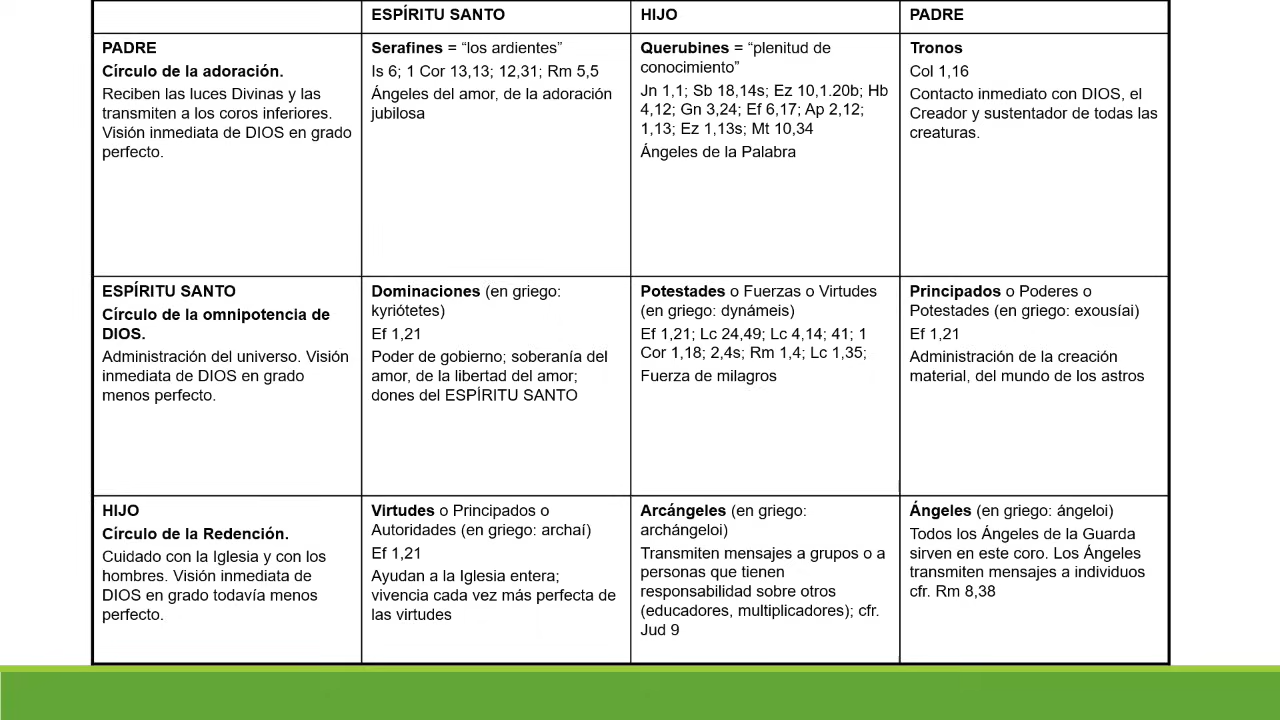 ESPÍRITU SANTO
HIJO
PADRE
PADRE
Círculo de la adoración.
Reciben las luces Divinas y las
transmiten a los coros inferiores.
Visión inmediata de DIOS en grado
perfecto.
Serafines = “los ardientes”
Is 6; 1 Cor 13,13; 12,31; Rm 5,5
Ángeles del amor, de la adoración
jubilosa
Querubines = “plenitud de
conocimiento”
Jn 1,1; Sb 18,14s; Ez 10,1.20b; Hb
4,12; Gn 3,24; Ef 6,17; Ap 2,12;
1,13; Ez 1,13s; Mt 10,34
Ángeles de la Palabra
Tronos
Col 1,16
Contacto inmediato con DIOS, el
Creador y sustentador de todas las
creaturas.
ESPÍRITU SANTO
Círculo de la omnipotencia de
DIOS.
Administración del universo. Visión
inmediata de DIOS en grado
menos perfecto.
Dominaciones (en griego:
kyriótetes)
Ef 1,21
Poder de gobierno; soberanía del
amor, de la libertad del amor;
dones del ESPÍRITU SANTO
Potestades o Fuerzas o Virtudes
(en griego: dynámeis)
Ef 1,21; Lc 24,49; Lc 4,14; 41; 1
Cor 1,18; 2,4s; Rm 1,4; Lc 1,35;
Fuerza de milagros
Principados o Poderes o
Potestades (en griego: exousíai)
Ef 1,21
Administración de la creación
material, del mundo de los astros
HIJO
Círculo de la Redención.
Cuidado con la Iglesia y con los
hombres. Visión inmediata de
DIOS en grado todavía menos
perfecto.
Virtudes o Principados o
Autoridades (en griego: archaí)
Ef 1,21
Ayudan a la Iglesia entera;
vivencia cada vez más perfecta de
las virtudes
Arcángeles (en griego:
archángeloi)
Transmiten mensajes a grupos o a
personas que tienen
responsabilidad sobre otros
(educadores, multiplicadores); cfr.
Jud 9
Ángeles (en griego: ángeloi)
Todos los Ángeles de la Guarda
sirven en este coro. Los Ángeles
transmiten mensajes a individuos
cfr. Rm 8,38